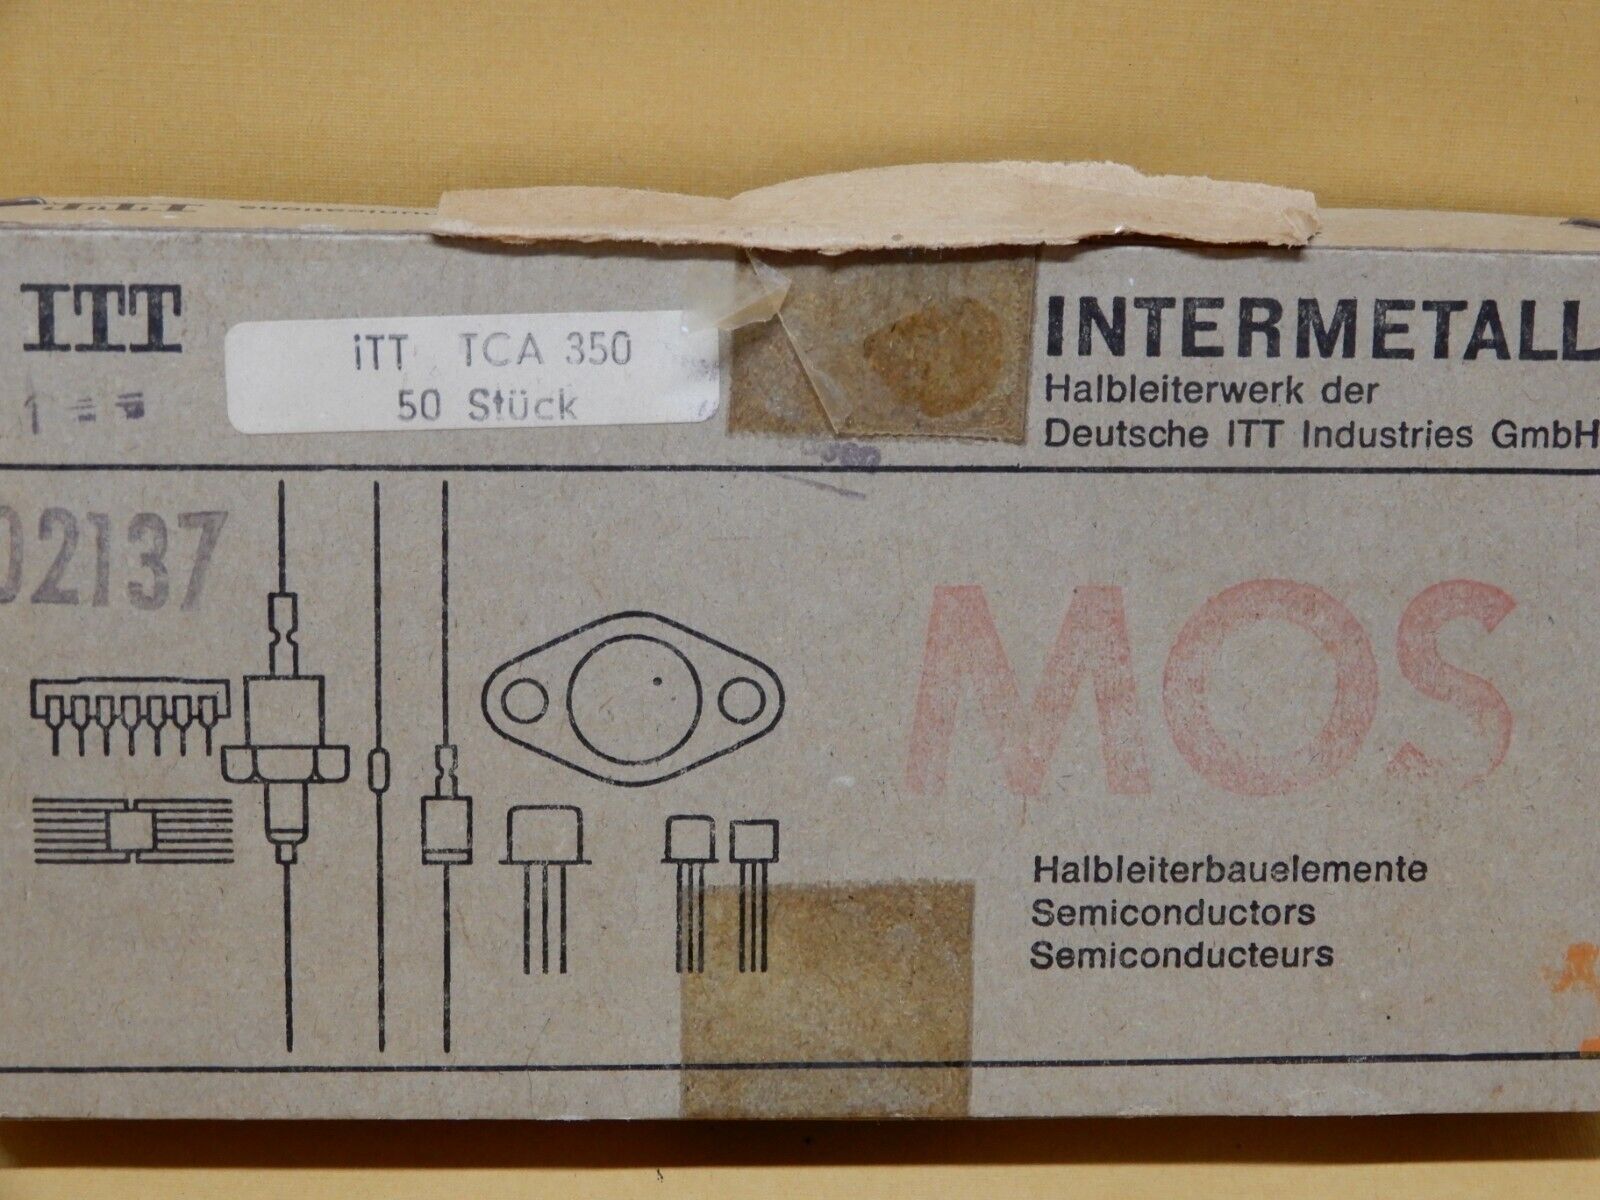 ITT
iTT TCA 350
50 Stück
INTERMETALL
Halbleiterwerk der
Deutsche ITT Industries GmbH
02137
MOS
Halbleiterbauelemente
Semiconductors
Semiconducteurs